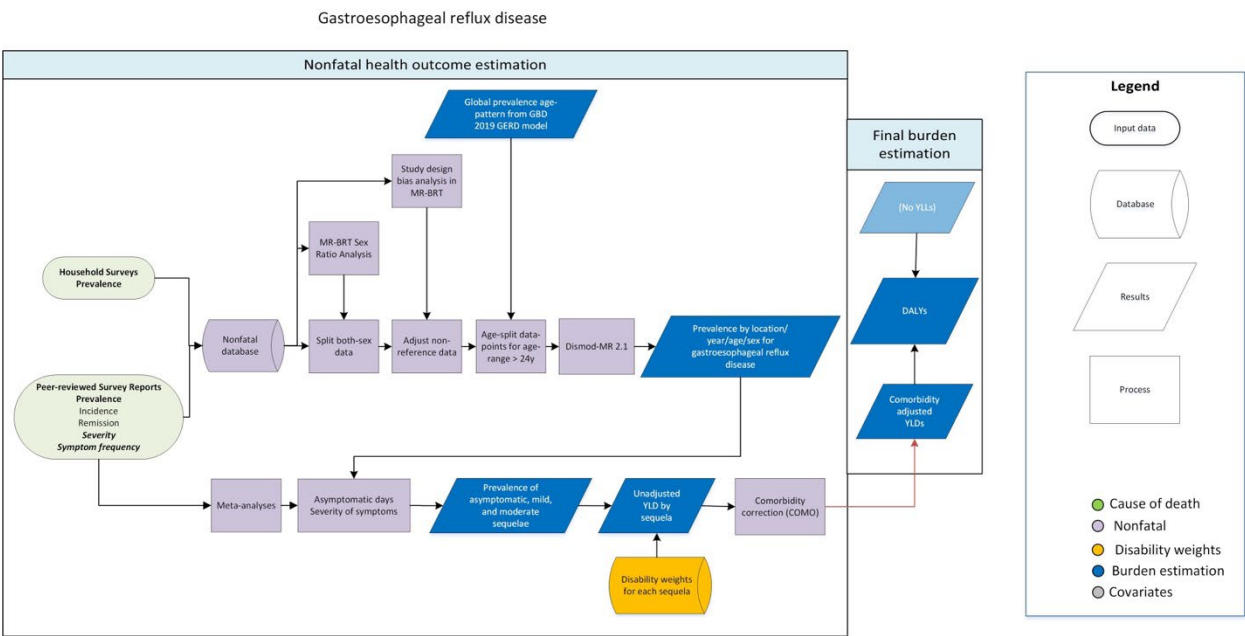 Gastroesophageal reflux disease
Nonfatal health outcome estimation
Global prevalence age-
pattern from GBD
2019 GERD model
Study design
bias analysis in
MR-BRT
MR-BRT Sex
Ratio Analysis
Household Surveys
Prevalence
Nonfatal
database
Split both-sex
data
Adjust non-
reference data
Age-split data-
points for age-
range > 24y
Dismod-MR 2.1
Prevalence by location/
year/age/sex for
gastroesophageal reflux
disease
Peer-reviewed Survey Reports
Prevalence
Incidence
Remission
Severity
Symptom frequency
Meta-analyses
Asymptomatic days
Severity of symptoms
Prevalence of
asymptomatic, mild,
and moderate
sequelae
Unadjusted
YLD by
sequela
Comorbidity
correction (COMO)
Disability weights
for each sequela
Final burden
estimation
(No YLLs)
DALYs
Comorbidity
adjusted
YLDs
Legend
Input data
Database
Results
Process
Cause of death
Nonfatal
Disability weights
Burden estimation
Covariates